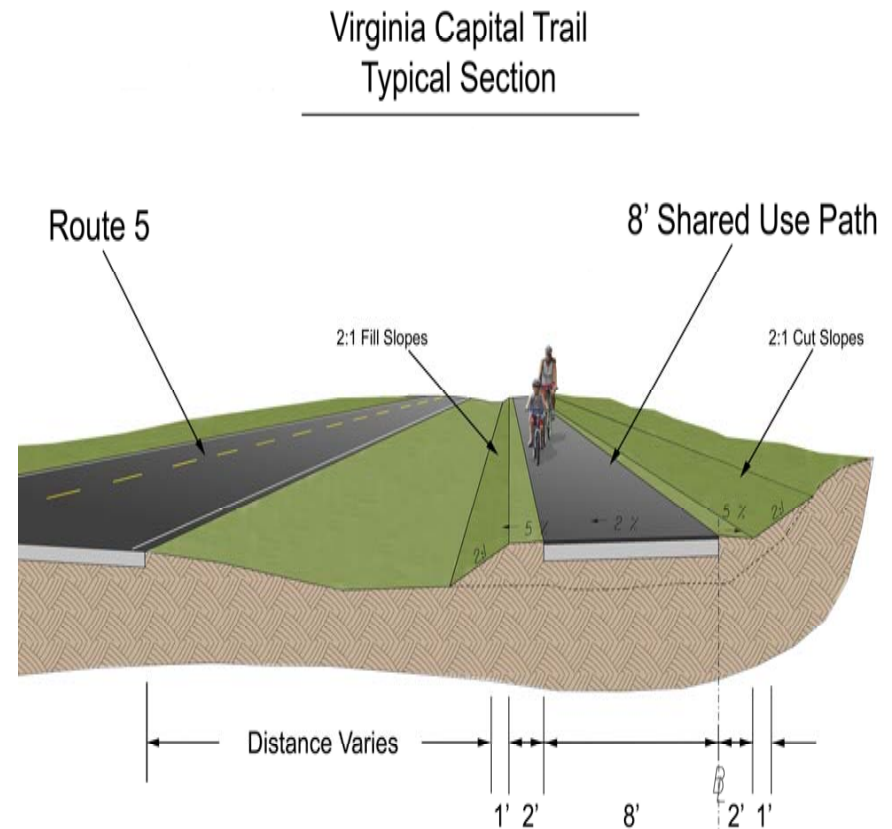 Virginia Capital Trail
Typical Section
Route 5
8’ Shared Use Path
2:1 Fill Slopes
2:1 Cut Slopes
5 %
2:1
2:1
5 %
2 %
Distance Varies
1’ 2’ 8’ 2’ 1’